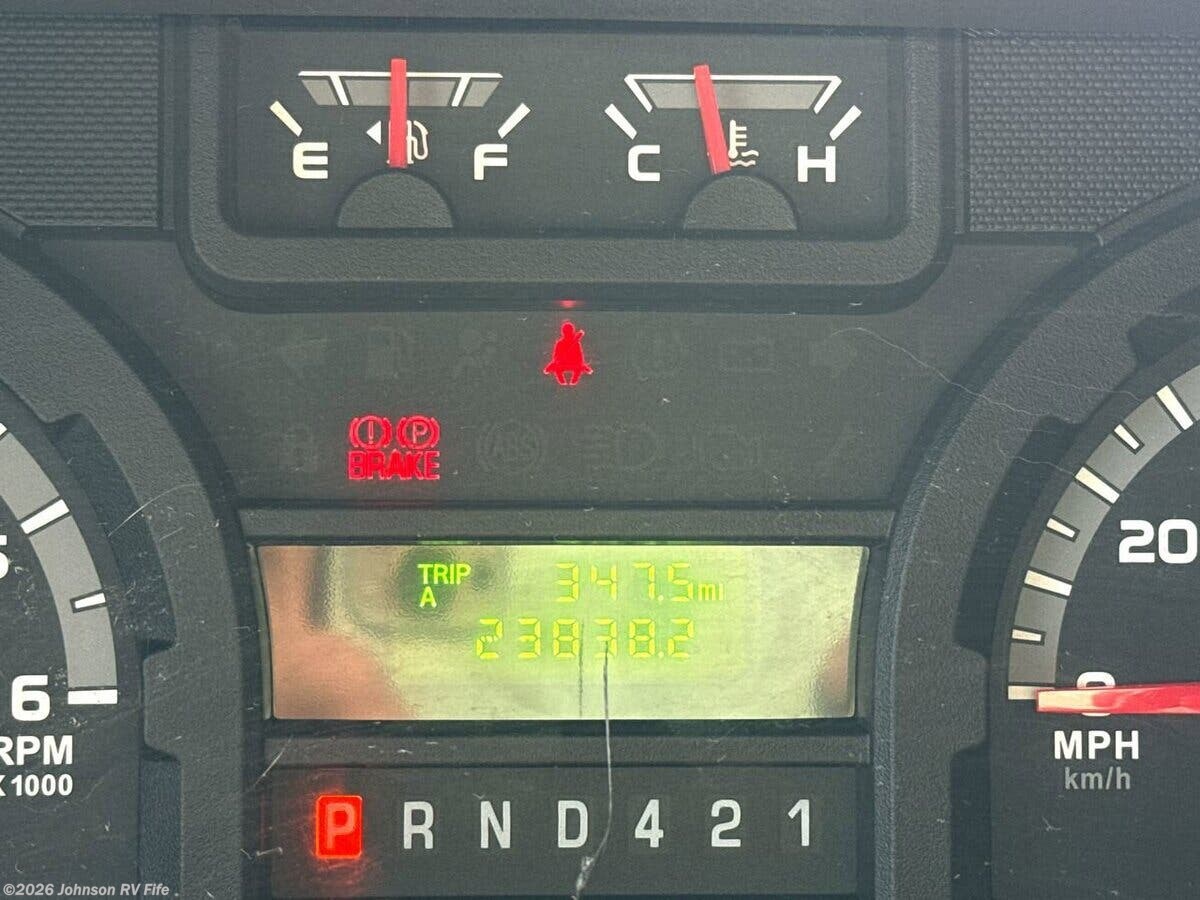 E F C H
BRAKE
TRIP 347.5 mi
A
23838.2
20
6
0
RPM
X 1000
MPH
km/h
P R N D 4 2 1
©2026 Johnson RV Fife